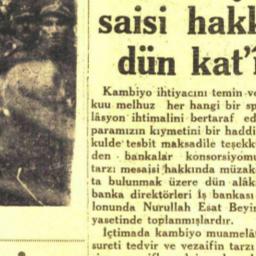 saisi hakk
dün kat'î
Kambiyo ihtiyacını temin ve
kuu melhuz her hangi bir sp
lâsyon ihtimalini bertaraf ed
paramızın kıymetini bir haddi
kulde tesbit maksadile teşekk
den bankalar konsorsiyomu
tarzı mesaisi hakkında müzak
ta bulunmak üzere dün alâk
banka direktörleri İş bankası
lonunda Nurullah Esat Beyi
yasetinde toplanmışlardır.
İçtimada kambiyo muamelâ
sureti tedvir ve vezaifin tarzı